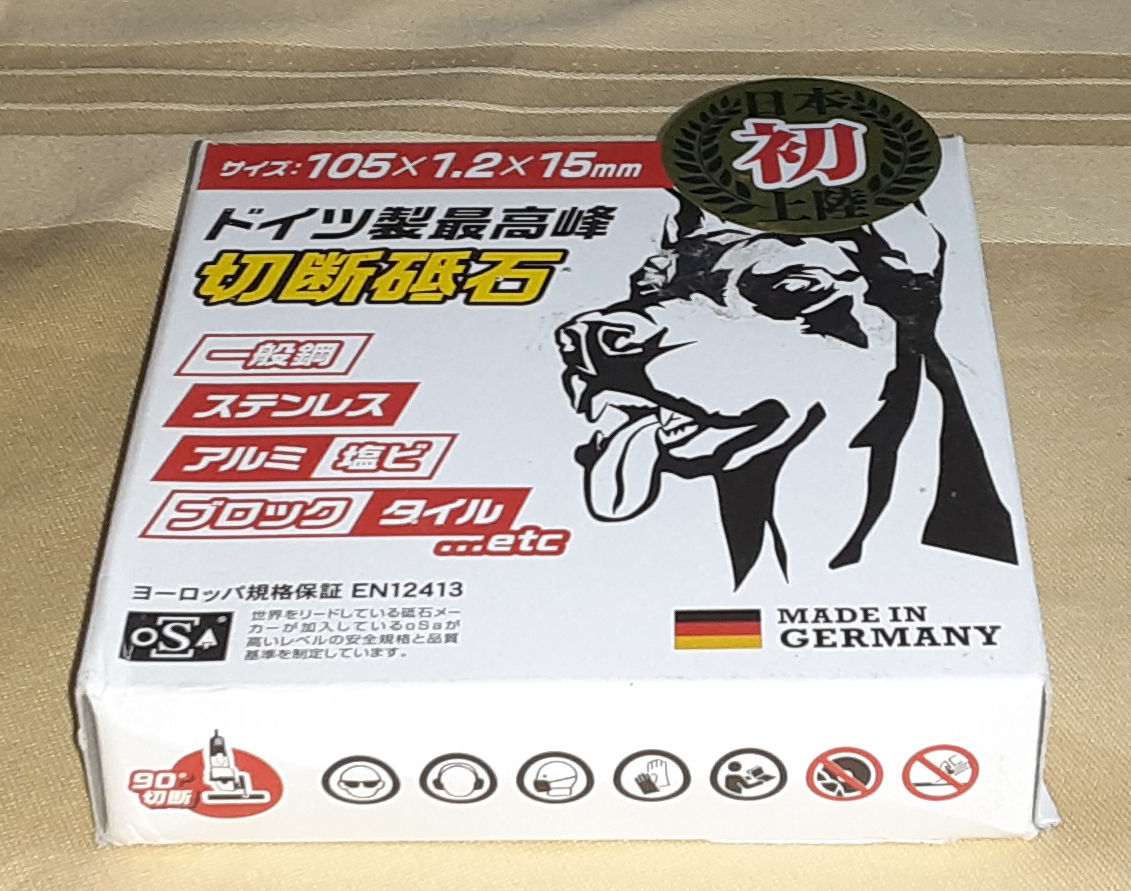 日本
初
上陸
サイズ:105×1.2×15mm
ドイツ製最高峰
切断砥石
一般鋼
ステンレス
アルミ 塩ビ
ブロック タイル
...etc
ヨーロッパ規格保証 EN12413
oSa
世界をリードしている砥石メー
カーが加入しているoSaが
高いレベルの安全規格と品質
基準を制定しています。
MADE IN
GERMANY
90°
切断